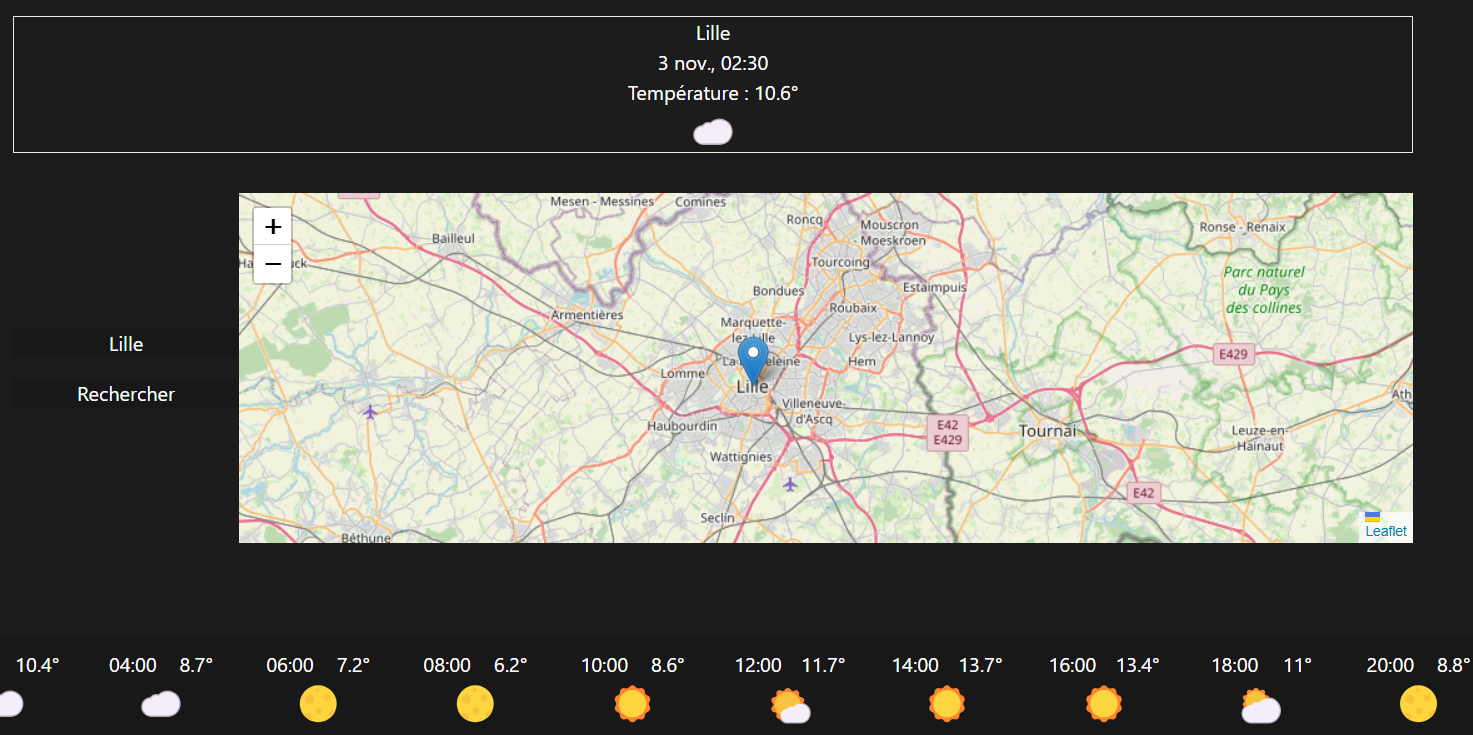 Lille
3 nov., 02:30
Température : 10.6°
+
−
Mesen - Messines
Comines
Roncq
Mouscron
- Moeskroen
Ronse - Renaix
Bailleul
Tourcoing
Parc naturel
du Pays
des collines
Bondues
Estaimpuis
Armentières
Roubaix
Marquette-
Lys-lez-Lannoy
Lille
E429
Lomme
Hem
Lille
Rechercher
Villeneuve-
d'Ascq
Haubourdin
E42
E429
Tournai
Leuze-en-
Hainaut
Wattignies
E42
Seclin
Béthune
Leaflet
10.4° 04:00 8.7° 06:00 7.2° 08:00 6.2° 10:00 8.6° 12:00 11.7° 14:00 13.7° 16:00 13.4° 18:00 11° 20:00 8.8°